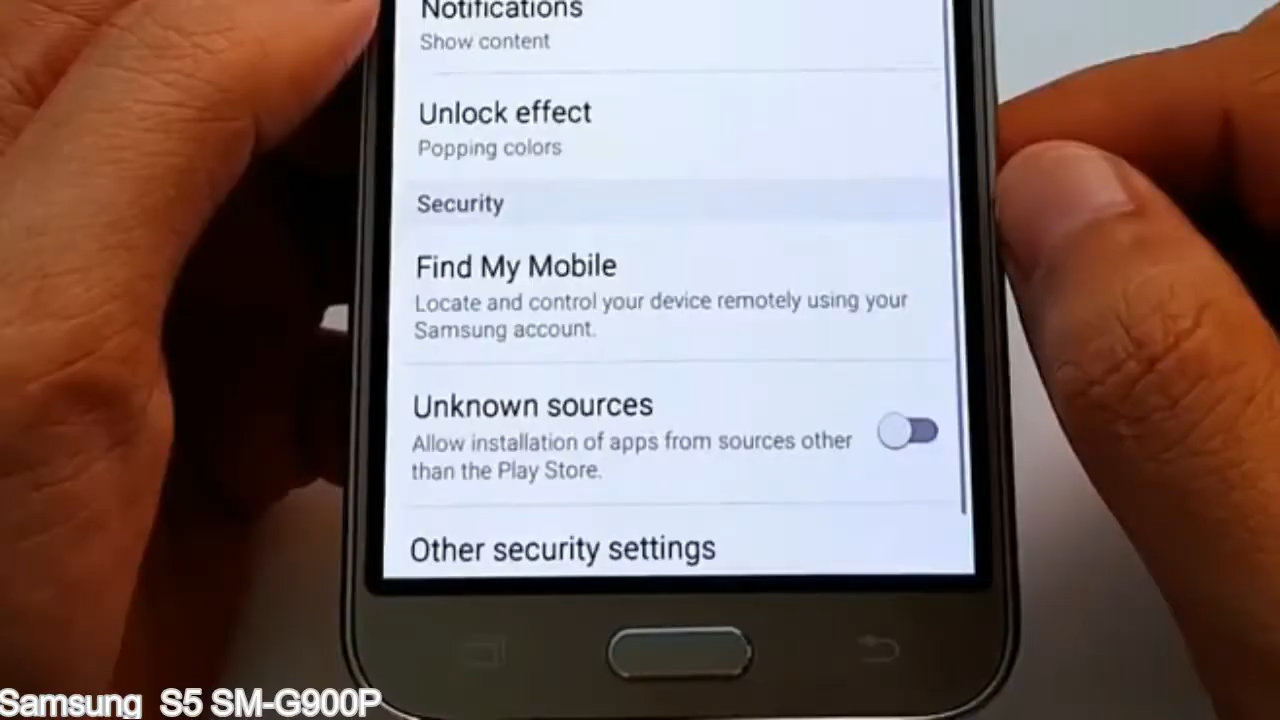 Notifications
Show content
Unlock effect
Popping colors
Security
Find My Mobile
Locate and control your device remotely using your
Samsung account.
Unknown sources
Allow installation of apps from sources other
than the Play Store.
Other security settings
Samsung S5 SM-G900P